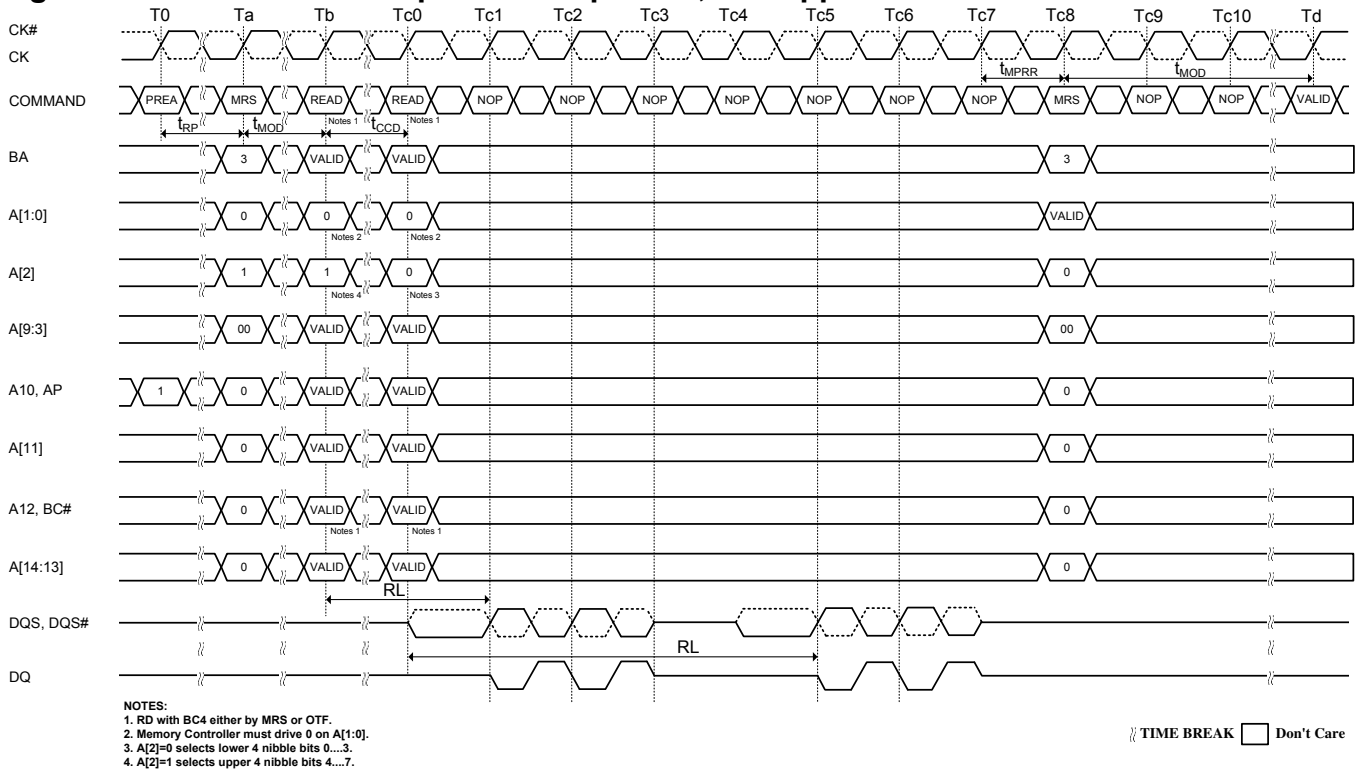 T0 Ta Tb Tc0 Tc1 Tc2 Tc3 Tc4 Tc5 Tc6 Tc7 Tc8 Tc9 Tc10 Td
CK#
CK
tMPRR tMOD
COMMAND PREA MRS READ READ NOP NOP NOP NOP NOP NOP NOP MRS NOP NOP VALID
Notes 1 Notes 1
tRP tMOD tCCD
BA 3 VALID VALID 3
A[1:0] 0 0 0 VALID
Notes 2 Notes 2
A[2] 1 1 0 0
Notes 4 Notes 3
A[9:3] 00 VALID VALID 00
A10, AP 1 0 VALID VALID 0
A[11] 0 VALID VALID 0
A12, BC# 0 VALID VALID 0
Notes 1 Notes 1
A[14:13] 0 VALID VALID 0
RL
DQS, DQS#
RL
DQ
NOTES:
1. RD with BC4 either by MRS or OTF.
2. Memory Controller must drive 0 on A[1:0].
3. A[2]=0 selects lower 4 nibble bits 0....3.
4. A[2]=1 selects upper 4 nibble bits 4....7.
TIME BREAK Don't Care